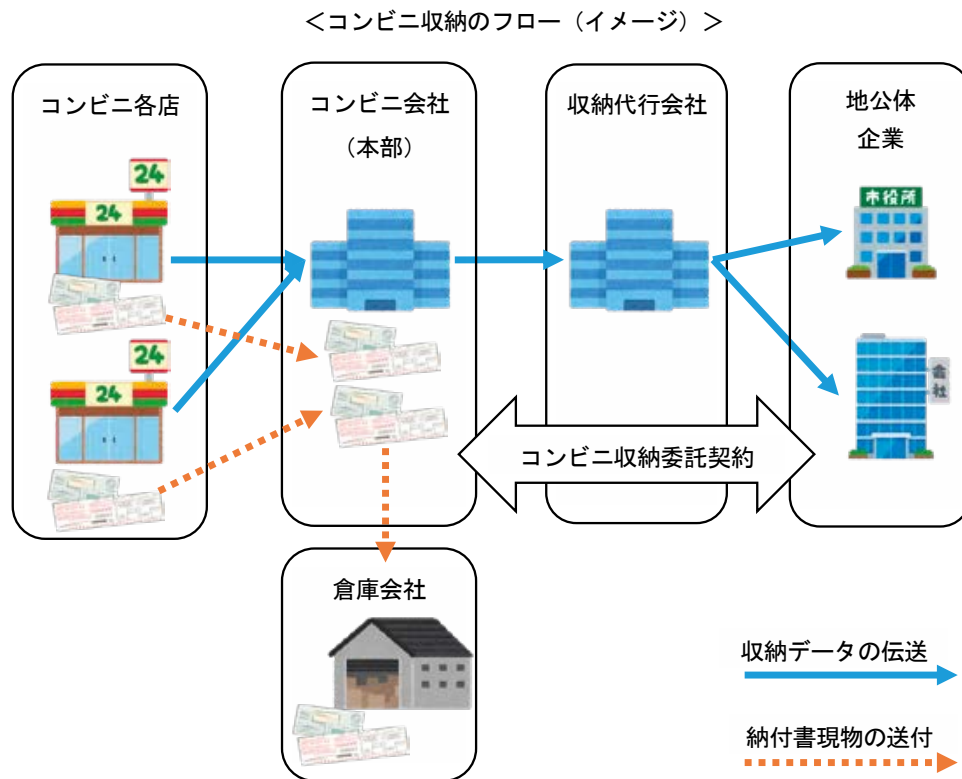 <コンビニ収納のフロー（イメージ）>
コンビニ各店
コンビニ会社
（本部）
収納代行会社
地公体
企業
24
24
市役所
24
24
会社
コンビニ収納委託契約
倉庫会社
収納データの伝送
納付書現物の送付